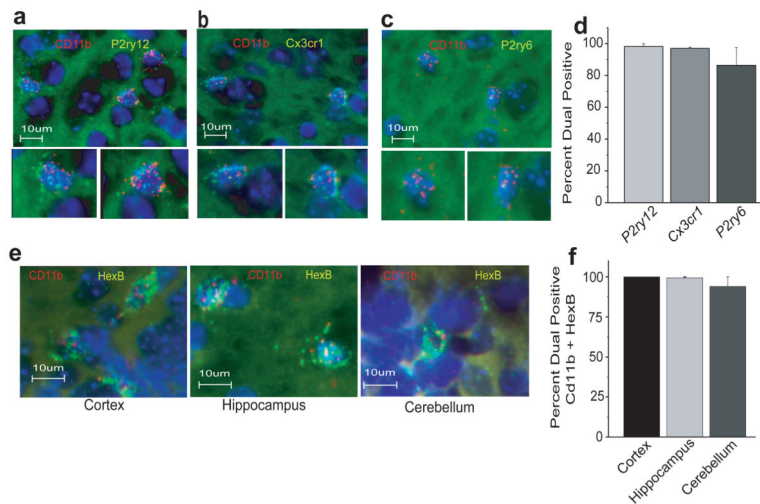 a
CD11b P2ry12
10um
b
CD11b Cx3cr1
10um
c
CD11b P2ry6
10um
d
Percent Dual Positive
100
80
60
40
20
0
P2ry12
Cx3cr1
P2ry6
e
CD11b HexB
10um
Cortex
CD11b HexB
10um
Hippocampus
CD11b HexB
10um
Cerebellum
f
Percent Dual Positive
Cd11b + HexB
100
75
50
25
0
Cortex
Hippocampus
Cerebellum